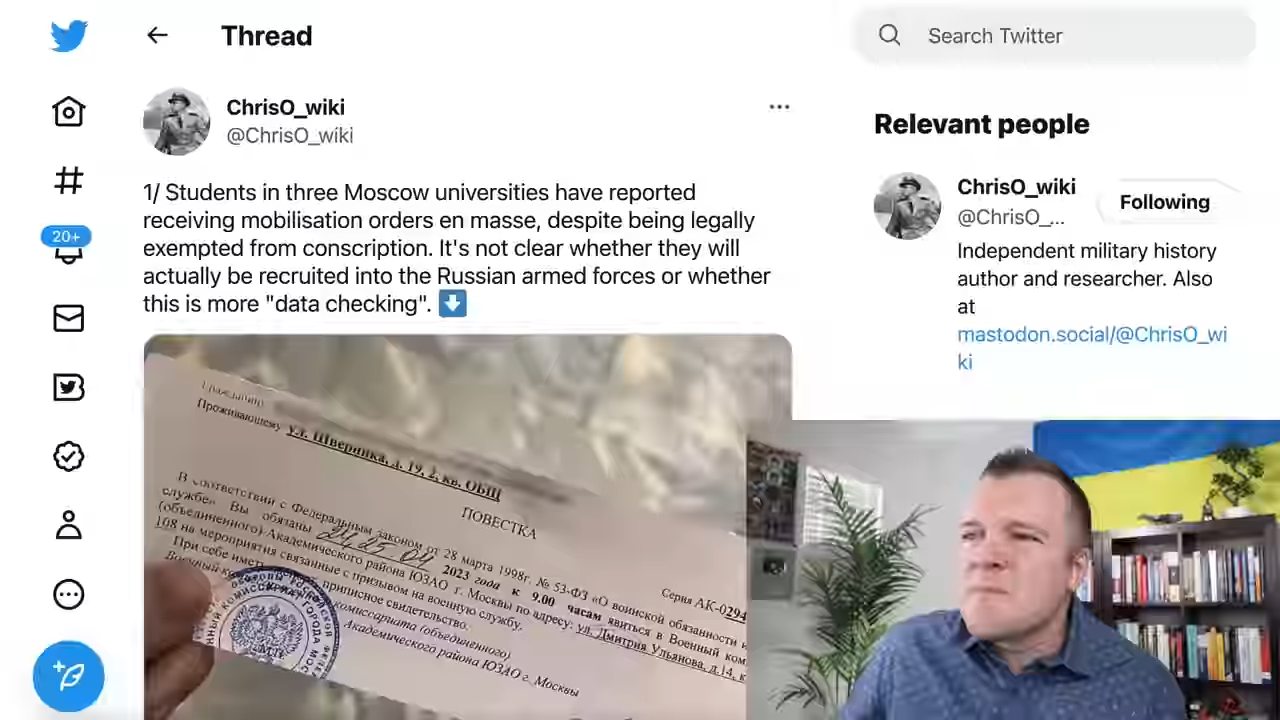 Thread
Search Twitter
ChrisO_wiki
@ChrisO_wiki
1/ Students in three Moscow universities have reported
receiving mobilisation orders en masse, despite being legally
exempted from conscription. It's not clear whether they will
actually be recruited into the Russian armed forces or whether
this is more "data checking".
20+
Relevant people
ChrisO_wiki
@ChrisO_...
Following
Independent military history
author and researcher. Also
at
mastodon.social/@ChrisO_wi
ki
Гражданину
Проживающему ул. Шверника, д. 19, 2, кв. ОБЩ
ПОВЕСТКА
Серия АК-0294
В соответствии с Федеральным законом от 28 марта 1998г. № 53-ФЗ «О воинской обязанности и
службе» Вы обязаны 24, 25 04 2023 года к 9.00 часам явиться в Военный ком
(объединенного) Академического района ЮЗАО г. Москвы по адресу: ул. Дмитрия Ульянова, д.14, к
108 на мероприятия связанные с призывом на военную службу.
При себе иметь приписное свидетельство.
Военный комиссариата (объединенного)
Академического района ЮЗАО г. Москвы